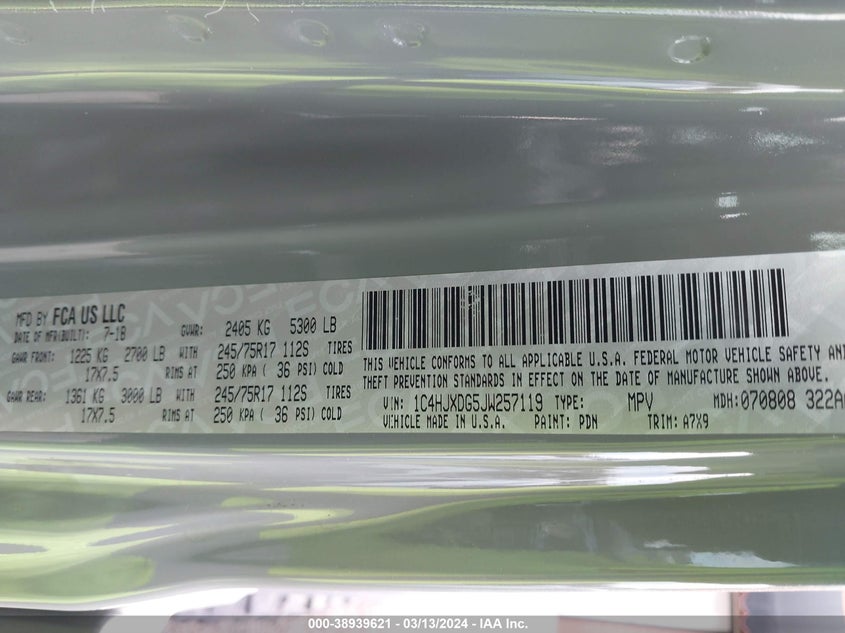 MFD BY FCA US LLC
DATE OF MFR(BUILT): 7-18 GVWR: 2405 KG 5300 LB
GAWR FRONT: 1225 KG 2700 LB WITH 245/75R17 112S TIRES
17X7.5 RIMS AT 250 KPA ( 36 PSI) COLD
GAWR REAR: 1361 KG 3000 LB WITH 245/75R17 112S TIRES
17X7.5 RIMS AT 250 KPA ( 36 PSI) COLD
THIS VEHICLE CONFORMS TO ALL APPLICABLE U.S.A. FEDERAL MOTOR VEHICLE SAFETY AND
THEFT PREVENTION STANDARDS IN EFFECT ON THE DATE OF MANUFACTURE SHOWN ABOVE.
VIN: 1C4HJXDG5JW257119 TYPE: MPV MDH:070808 322A
VEHICLE MADE IN U.S.A. PAINT: PDN TRIM: A7X9
000-38939621 - 03/13/2024 - IAA Inc.